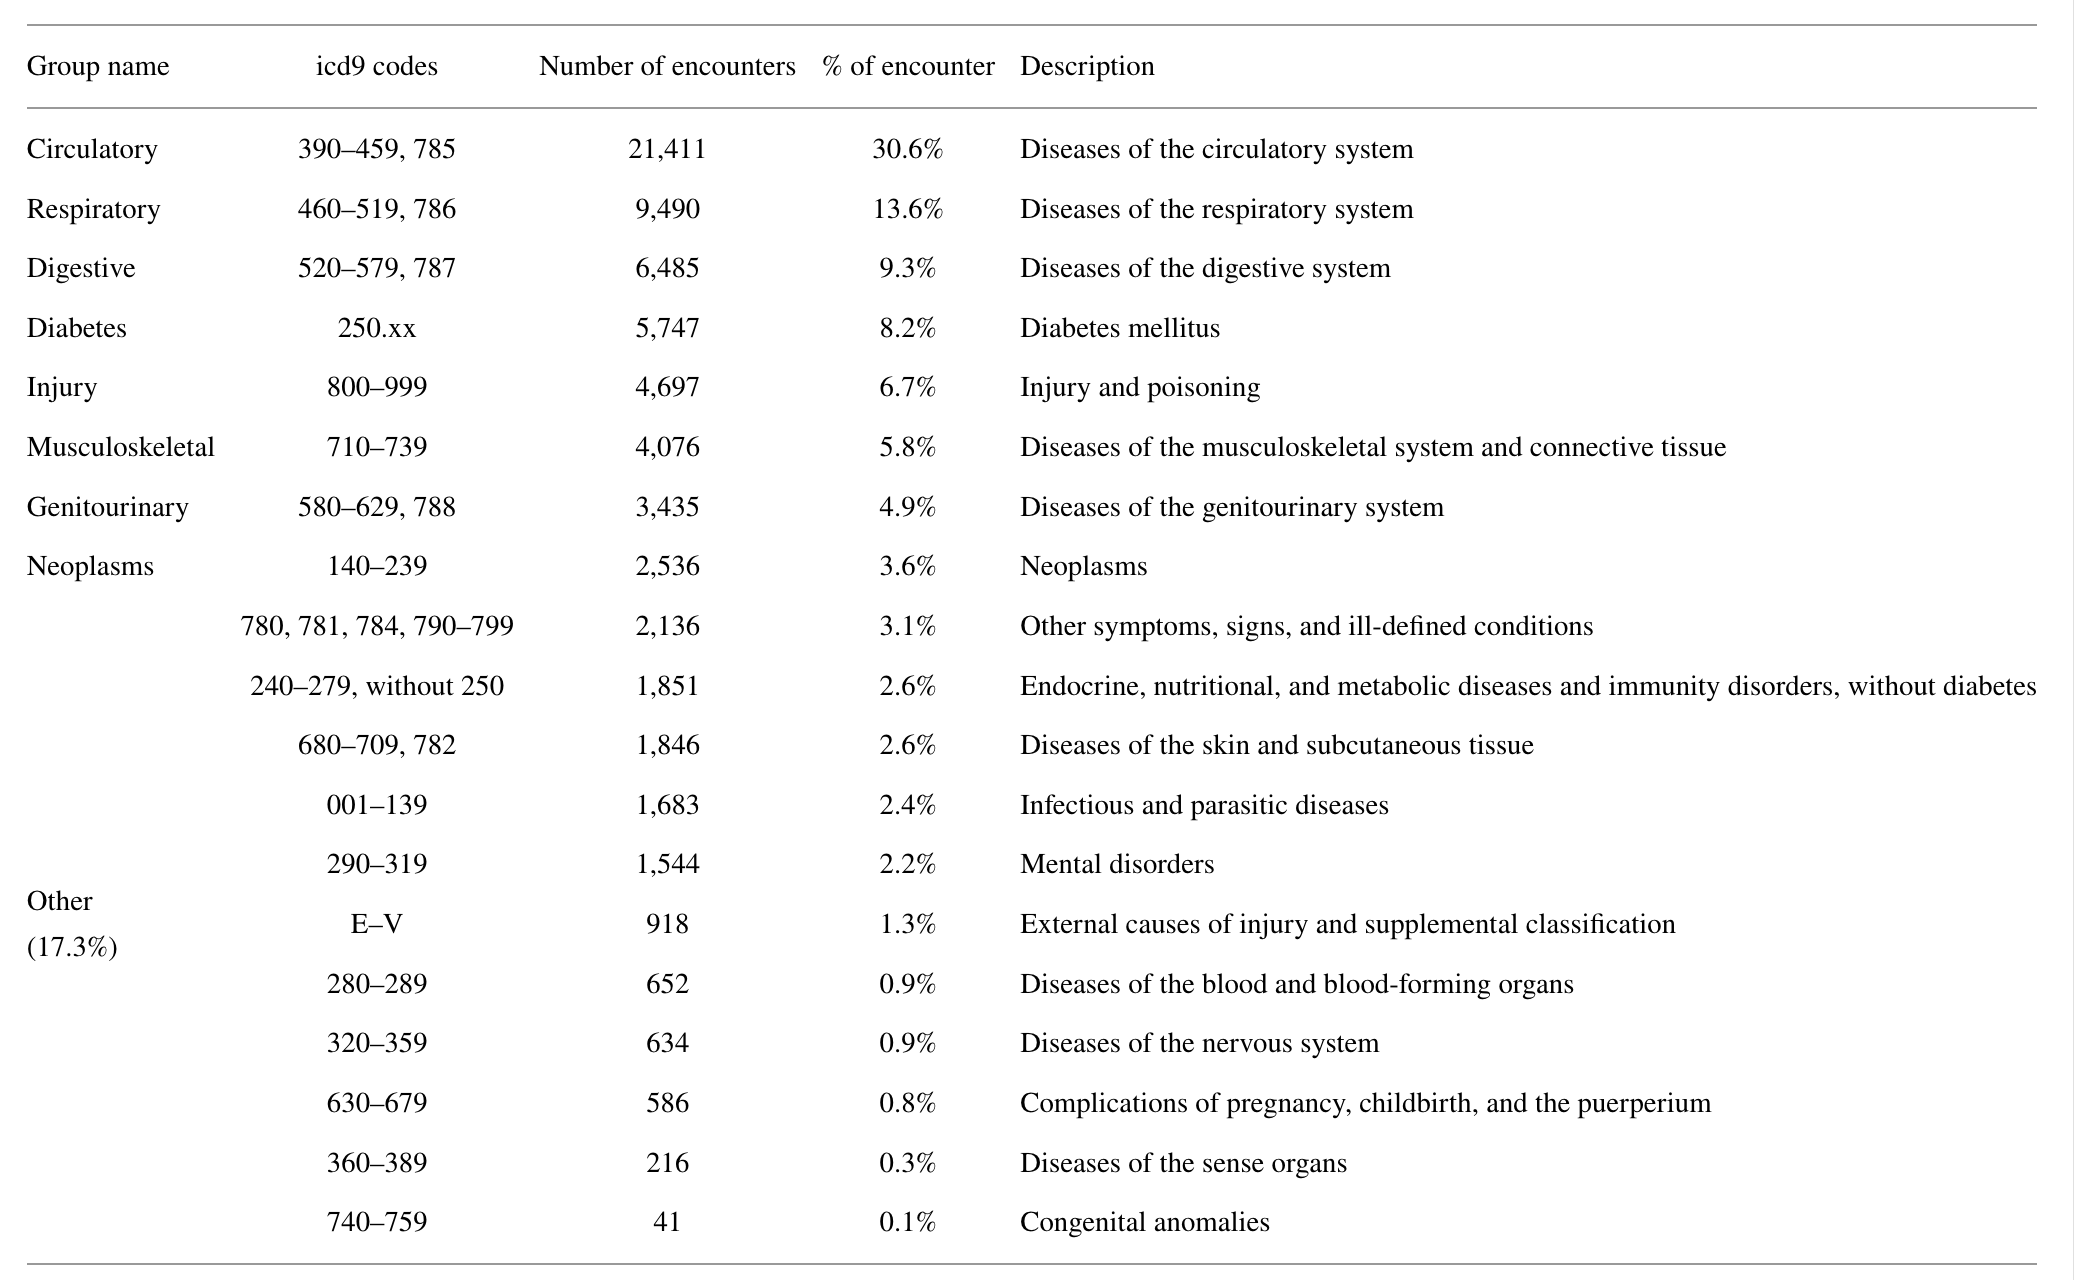 Group name icd9 codes Number of encounters % of encounter Description
Circulatory 390–459, 785 21,411 30.6% Diseases of the circulatory system
Respiratory 460–519, 786 9,490 13.6% Diseases of the respiratory system
Digestive 520–579, 787 6,485 9.3% Diseases of the digestive system
Diabetes 250.xx 5,747 8.2% Diabetes mellitus
Injury 800–999 4,697 6.7% Injury and poisoning
Musculoskeletal 710–739 4,076 5.8% Diseases of the musculoskeletal system and connective tissue
Genitourinary 580–629, 788 3,435 4.9% Diseases of the genitourinary system
Neoplasms 140–239 2,536 3.6% Neoplasms
780, 781, 784, 790–799 2,136 3.1% Other symptoms, signs, and ill-defined conditions
240–279, without 250 1,851 2.6% Endocrine, nutritional, and metabolic diseases and immunity disorders, without diabetes
680–709, 782 1,846 2.6% Diseases of the skin and subcutaneous tissue
001–139 1,683 2.4% Infectious and parasitic diseases
290–319 1,544 2.2% Mental disorders
Other
(17.3%)
E–V 918 1.3% External causes of injury and supplemental classification
280–289 652 0.9% Diseases of the blood and blood-forming organs
320–359 634 0.9% Diseases of the nervous system
630–679 586 0.8% Complications of pregnancy, childbirth, and the puerperium
360–389 216 0.3% Diseases of the sense organs
740–759 41 0.1% Congenital anomalies